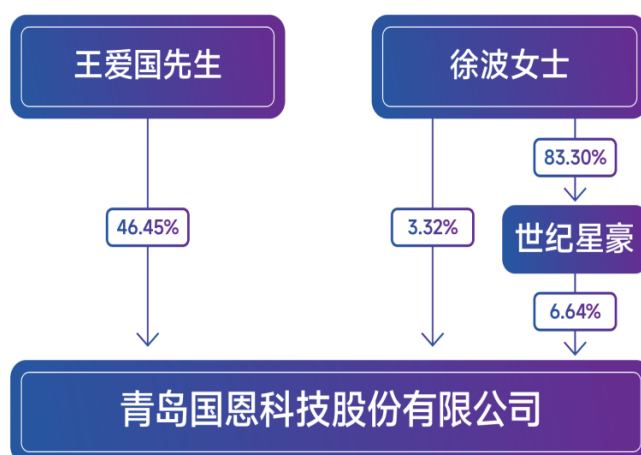 王爱国先生
徐波女士
83.30%
46.45%
3.32%
世纪星豪
6.64%
青岛国恩科技股份有限公司